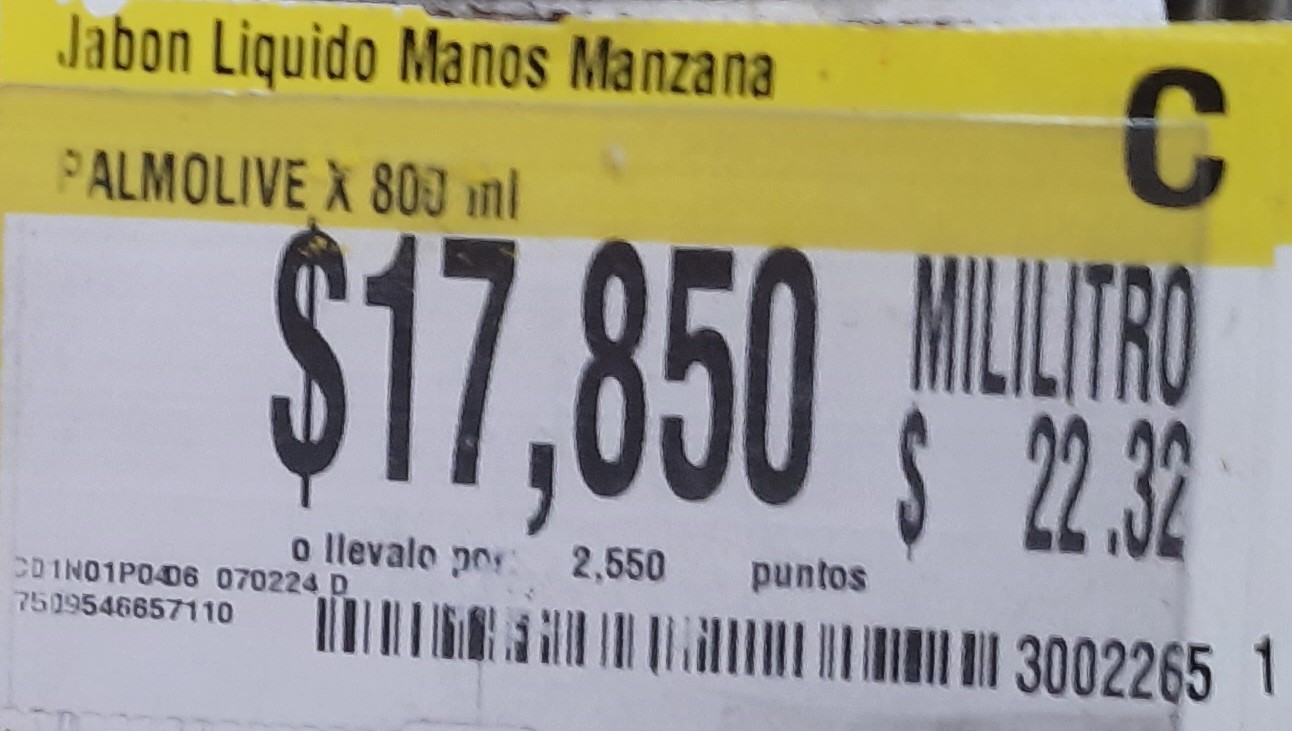 Jabon Liquido Manos Manzana
C
PALMOLIVE X 800 ml
$17,850
MILILITRO
$ 22.32
o llevalo por 2,550 puntos
C01N01P0406 070224 D
7509546657110
3002265 1